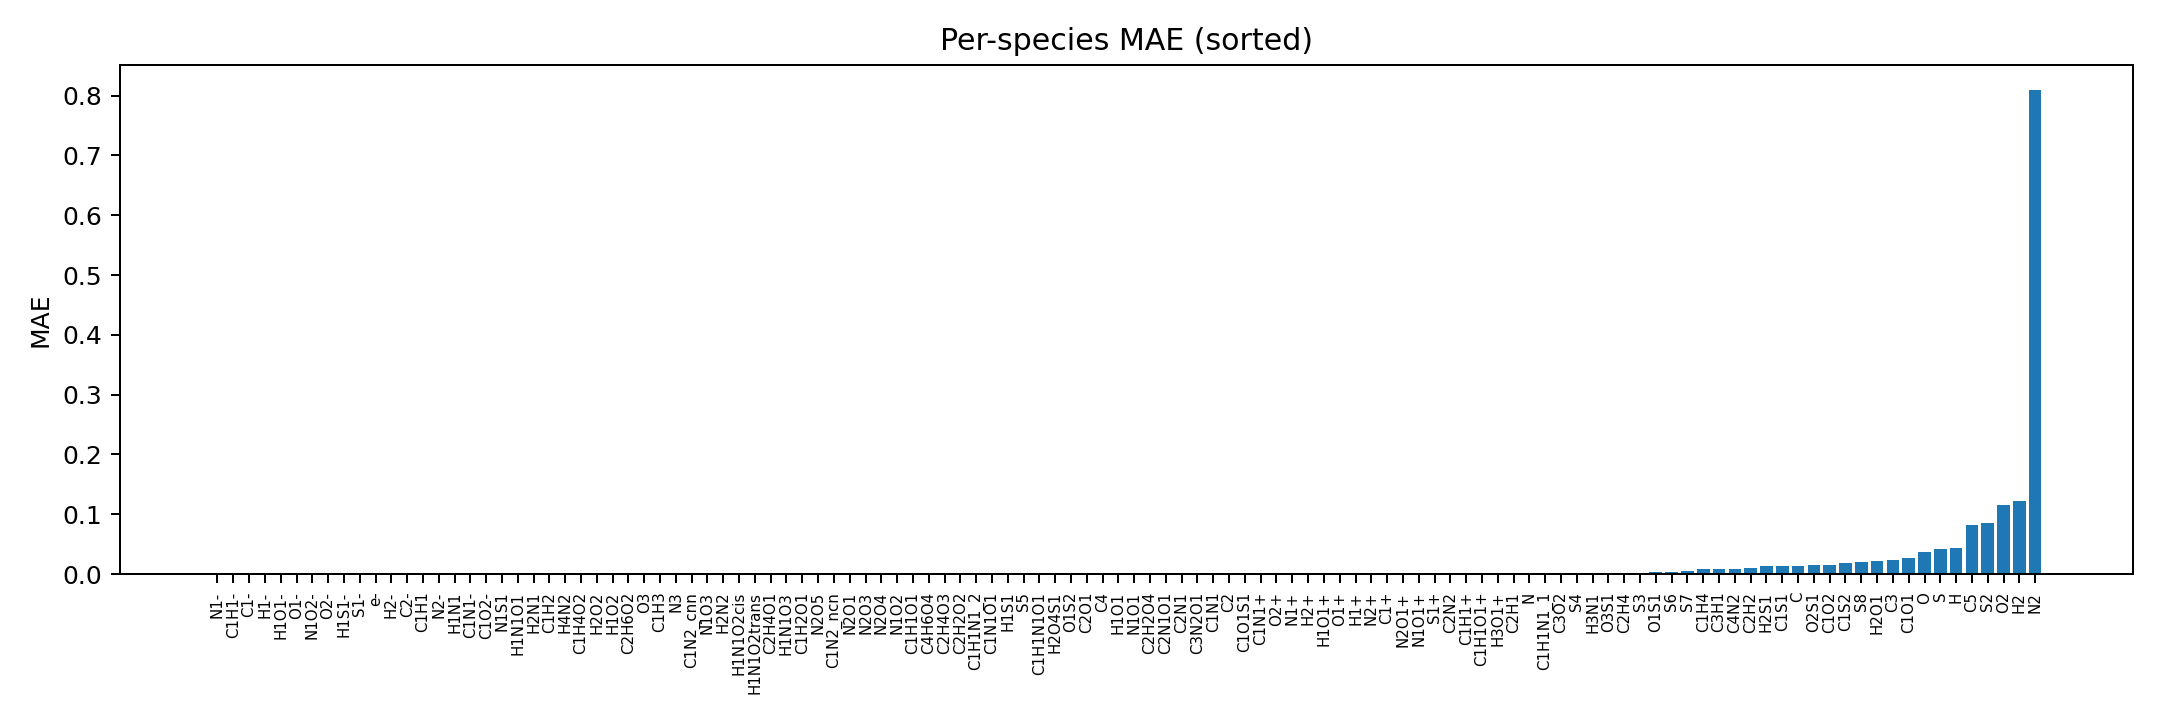 Per-species MAE (sorted)
MAE
0.8
0.7
0.6
0.5
0.4
0.3
0.2
0.1
0.0
N1-
C1H1-
C1-
H1-
H1O1-
O1-
N1O2-
O2-
H1S1-
S1-
e-
H2-
C2-
C1H1
N2-
H1N1
C1N1-
C1O2-
N1S1
H1N1O1
H2N1
C1H2
H4N2
C1H4O2
H2O2
H1O2
C2H6O2
O3
C1H3
N3
C1N2_cnn
N1O3
H2N2
H1N1O2cis
H1N1O2trans
C2H4O1
H1N1O3
C1H2O1
N2O5
C1N2_ncn
N2O1
N2O3
N2O4
N1O2
C1H1O1
C4H6O4
C2H4O3
C2H2O2
C1H1N1_2
C1N1O1
H1S1
S5
C1H1N1O1
H2O4S1
O1S2
C2O1
C4
H1O1
N1O1
C2H2O4
C2N1O1
C2N1
C3N2O1
C1N1
C2
C1O1S1
C1N1+
O2+
N1+
H2+
H1O1+
O1+
H1+
N2+
C1+
N2O1+
N1O1+
S1+
C2N2
C1H1+
C1H1O1+
H3O1+
C2H1
N
C1H1N1_1
C3O2
S4
H3N1
O3S1
C2H4
S3
O1S1
S6
S7
C1H4
C3H1
C4N2
C2H2
H2S1
C1S1
C
O2S1
C1O2
C1S2
S8
H2O1
C3
C1O1
O
S
H
C5
S2
O2
H2
N2